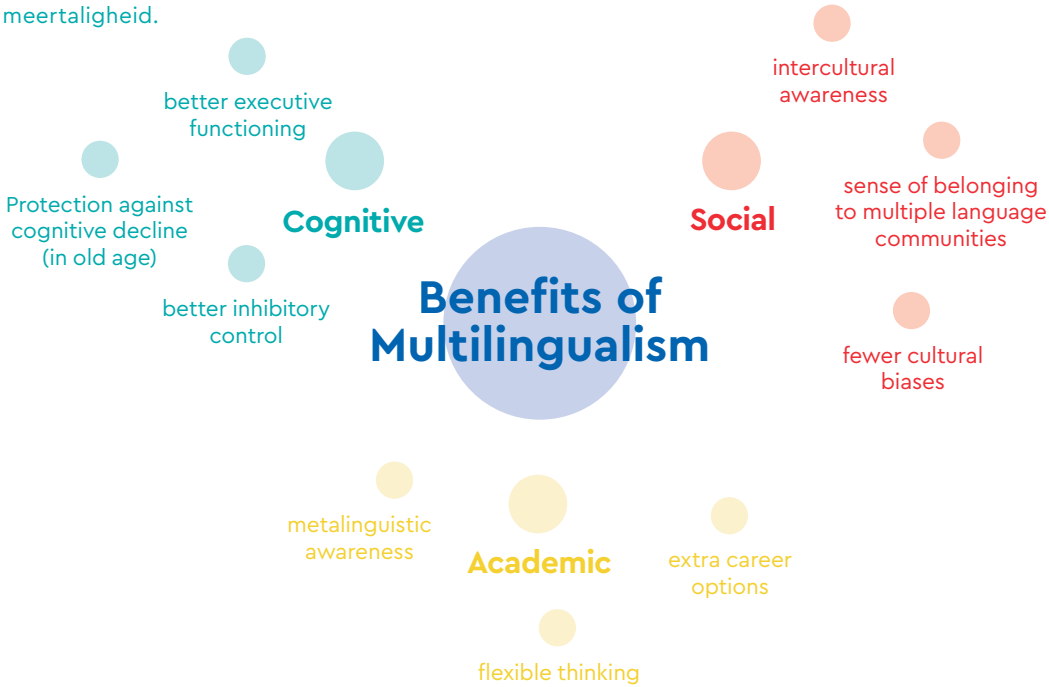 meertaligheid.
better executive
functioning
Protection against
cognitive decline
(in old age)
Cognitive
better inhibitory
control
intercultural
awareness
Social
sense of belonging
to multiple language
communities
fewer cultural
biases
Benefits of
Multilingualism
metalinguistic
awareness
Academic
extra career
options
flexible thinking